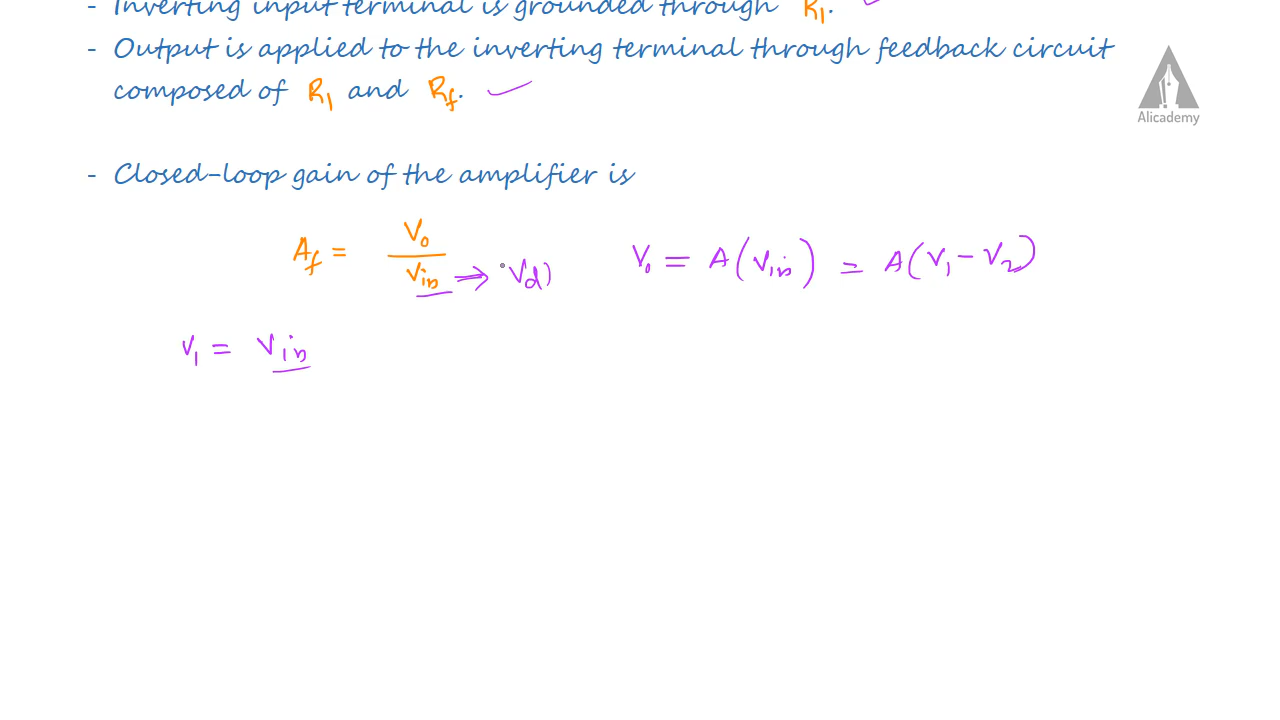 - Inverting input terminal is grounded through R1.
- Output is applied to the inverting terminal through feedback circuit
composed of R1 and Rf.
Alicademy
- Closed-loop gain of the amplifier is
Af = Vo / Vin ⇒ Vd) Vo = A(Vin) = A(V1 - V2)
V1 = Vin